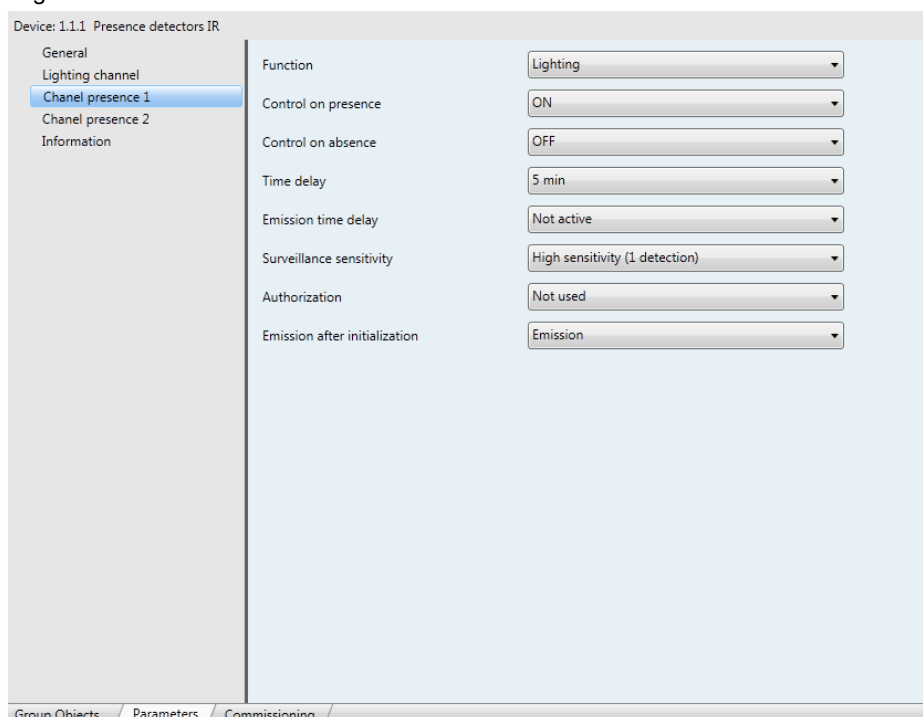 Device: 1.1.1 Presence detectors IR
General
Lighting channel
Chanel presence 1
Chanel presence 2
Information
Function Lighting
Control on presence ON
Control on absence OFF
Time delay 5 min
Emission time delay Not active
Surveillance sensitivity High sensitivity (1 detection)
Authorization Not used
Emission after initialization Emission
Group Objects Parameters Commissioning